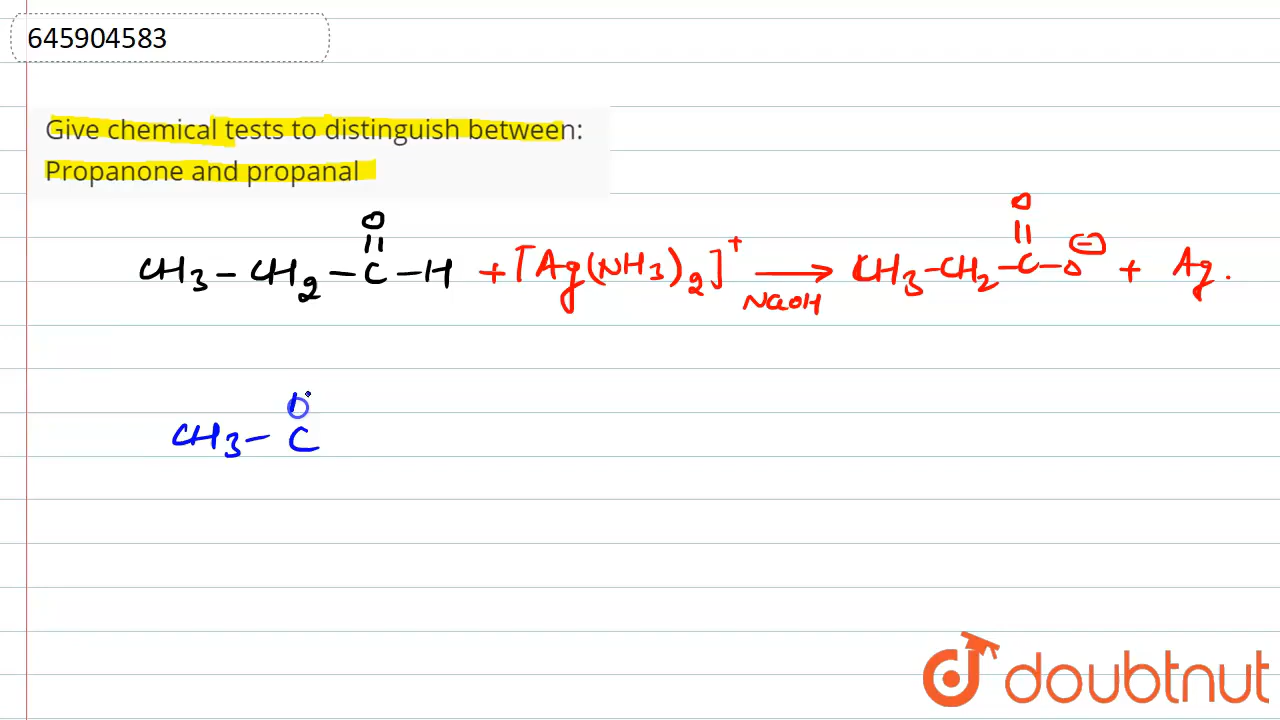 645904583
Give chemical tests to distinguish between:
Propanone and propanal
O
||
CH3 – CH2 – C – H + [Ag(NH3)2]+ ⟶ NaOH CH3 – CH2 – C – O⊖ + Ag.
O
||
CH3 – C
O
doubtnut